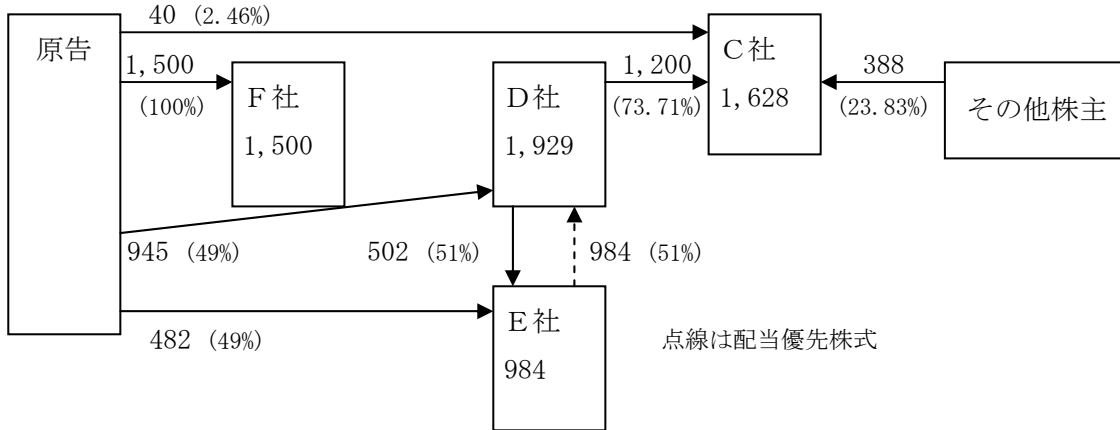 40 (2.46%)
原告
1,500
(100%)
F社
1,500
D社
1,929
1,200
(73.71%)
C社
1,628
388
(23.83%)
その他株主
945 (49%)
502 (51%)
984 (51%)
482 (49%)
E社
984
点線は配当優先株式